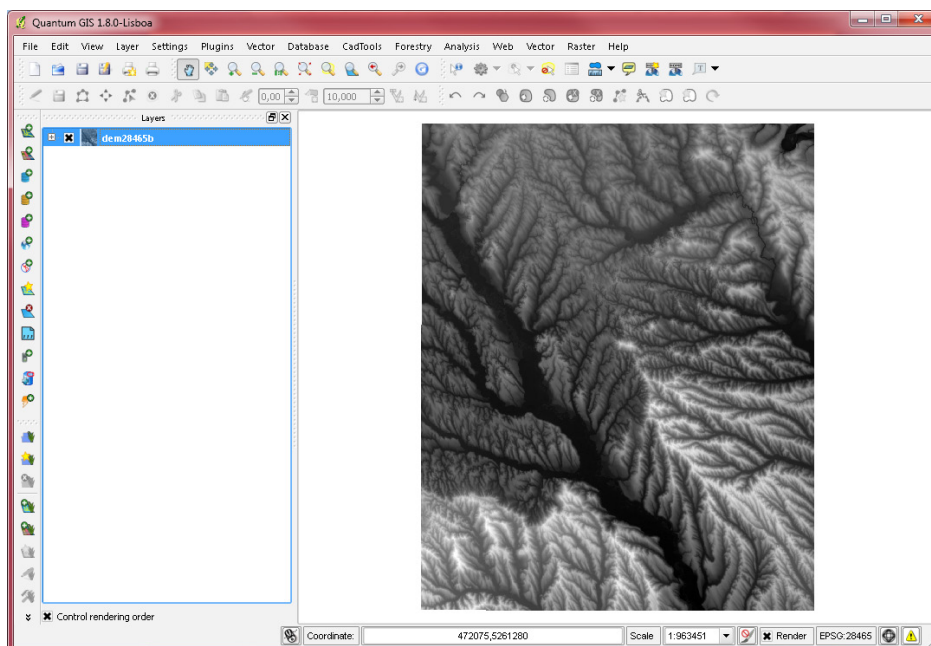 Quantum GIS 1.8.0-Lisboa
File Edit View Layer Settings Plugins Vector Database CadTools Forestry Analysis Web Vector Raster Help
0,00 10,000
Layers
dem28465b
Control rendering order
Coordinate: 472075,5261280 Scale 1:963451 Render EPSG:28465